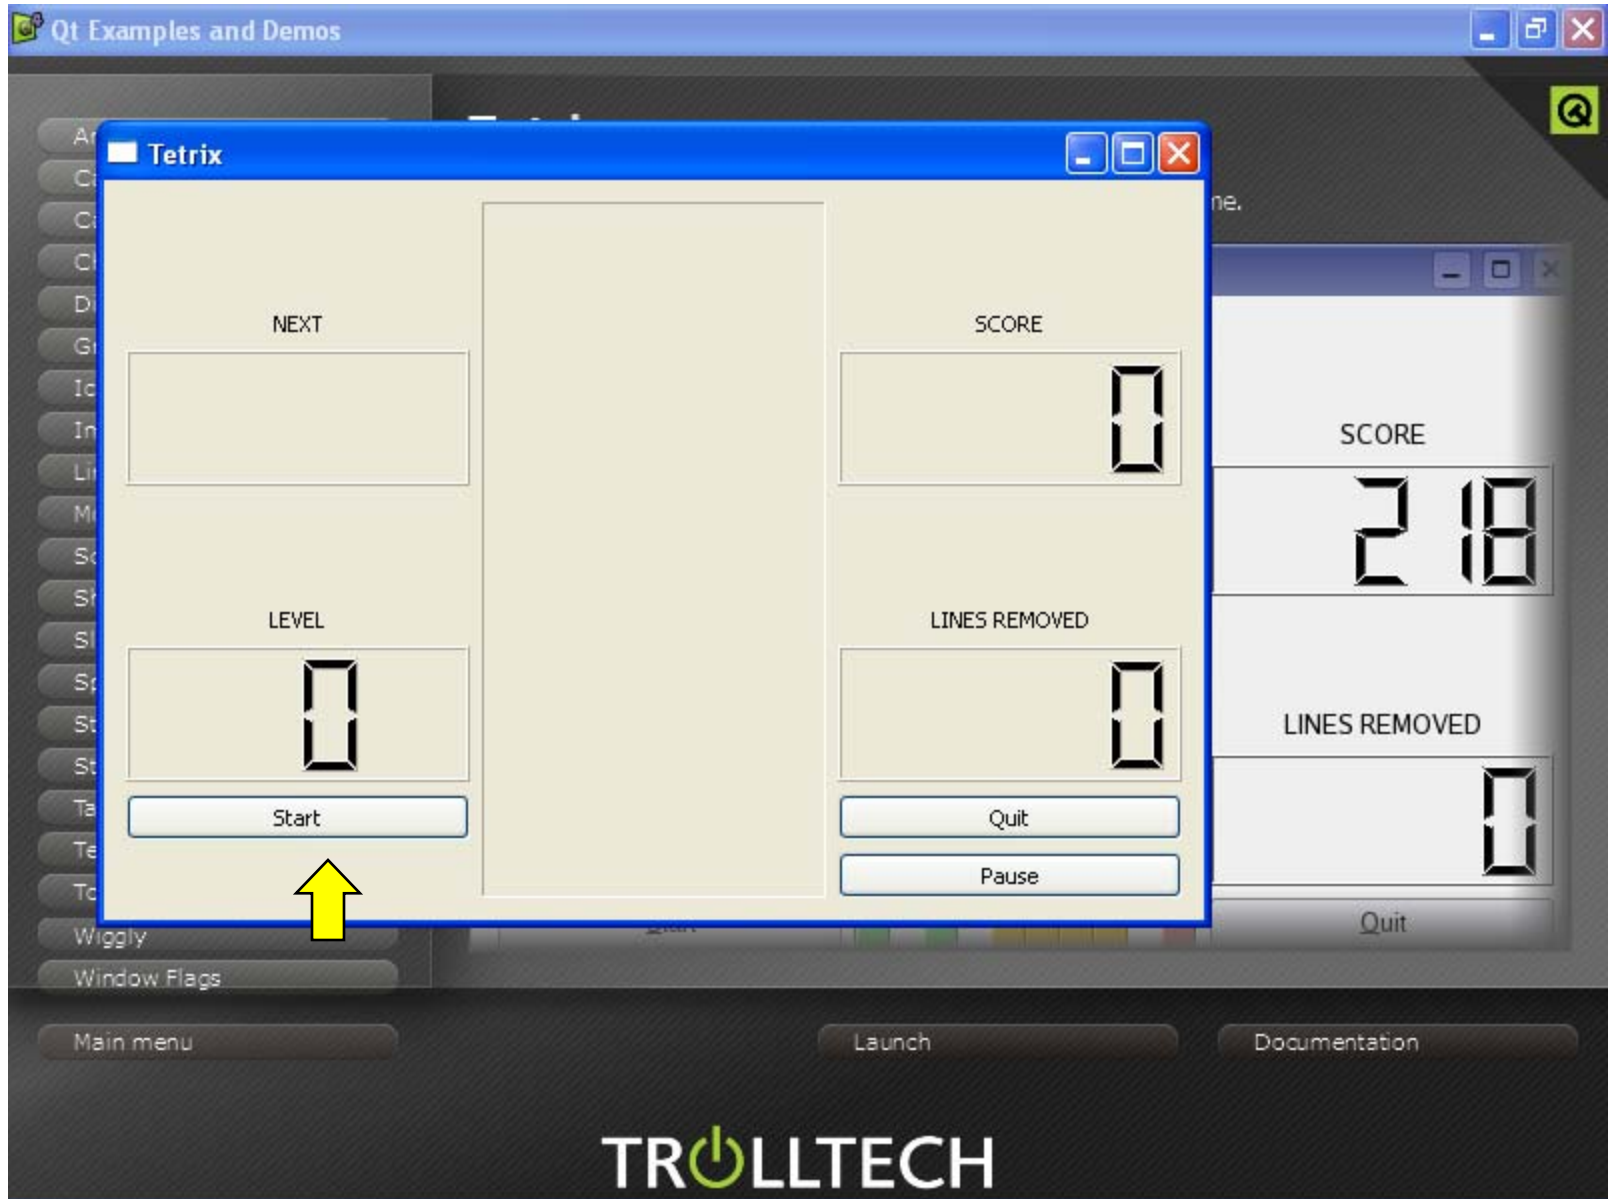 Qt Examples and Demos
Tetrix
NEXT
SCORE
0
LEVEL
0
LINES REMOVED
0
Start
Quit
Pause
SCORE
218
LINES REMOVED
0
Quit
Wiggly
Window Flags
Main menu
Launch
Documentation
TROLLTECH